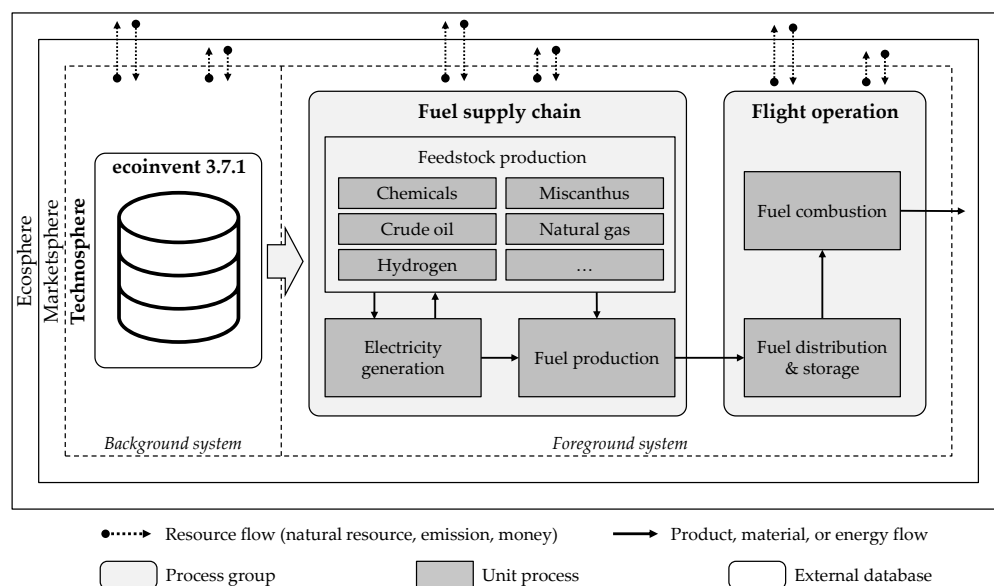 Ecosphere
Marketsphere
Technosphere
ecoinvent 3.7.1
Background system
Fuel supply chain
Feedstock production
Chemicals
Miscanthus
Crude oil
Natural gas
Hydrogen
…
Electricity
generation
Fuel production
Flight operation
Fuel combustion
Fuel distribution
& storage
Foreground system
Resource flow (natural resource, emission, money)
Product, material, or energy flow
Process group
Unit process
External database